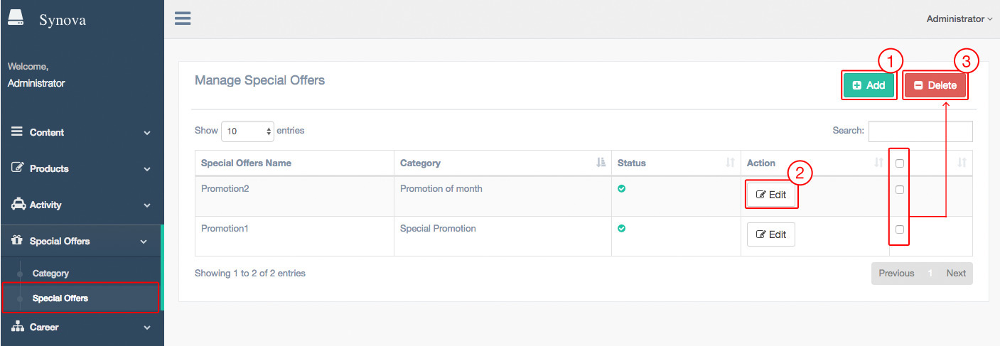 Synova
Administrator
Welcome,
Administrator
Content
Products
Activity
Special Offers
Category
Special Offers
Career
Manage Special Offers
1
Add
3
Delete
Show 10 entries
Search:
Special Offers Name Category Status Action
2
Promotion2 Promotion of month Edit
Promotion1 Special Promotion Edit
Showing 1 to 2 of 2 entries
Previous 1 Next